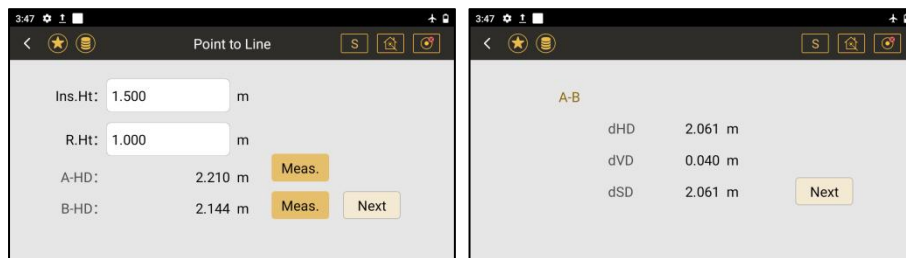 3:47
Point to Line
S
Ins.Ht: 1.500 m
R.Ht: 1.000 m
A-HD: 2.210 m Meas.
B-HD: 2.144 m Meas. Next
3:47
S
A-B
dHD 2.061 m
dVD 0.040 m
dSD 2.061 m Next